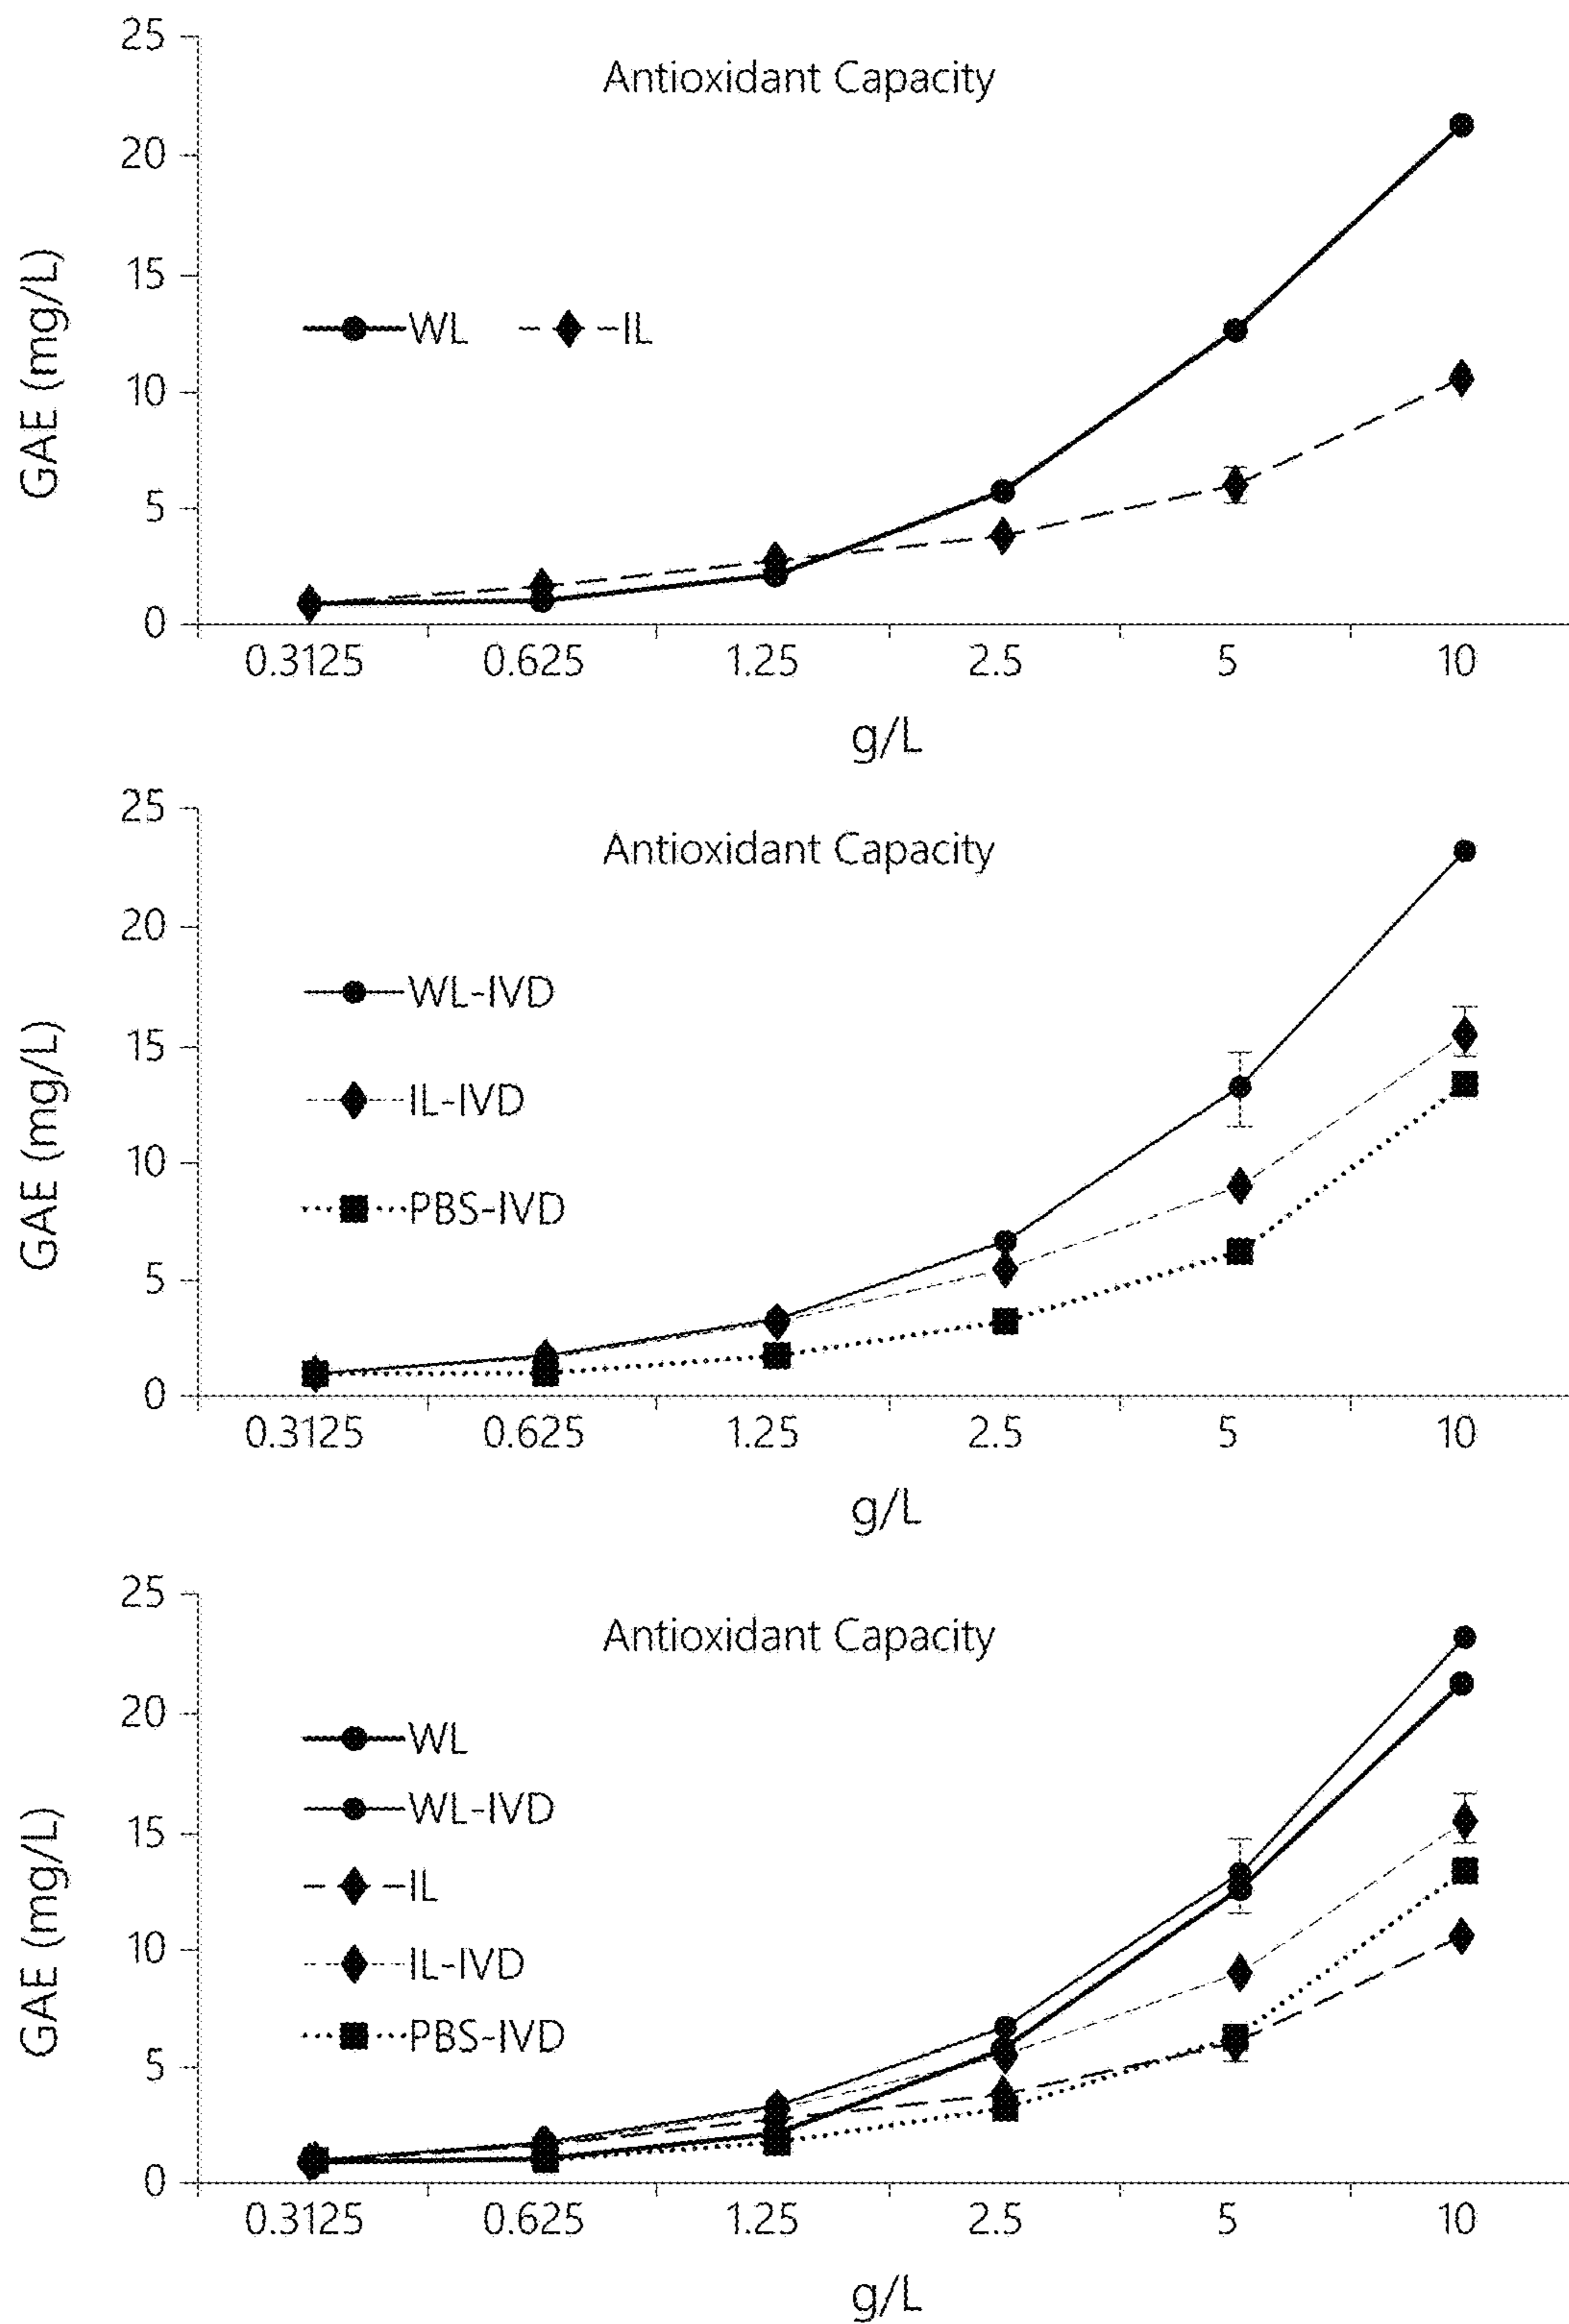 Antioxidant Capacity
GAE (mg/L)
25
20
15
10
5
0
WL IL
0.3125 0.625 1.25 2.5 5 10
g/L
Antioxidant Capacity
GAE (mg/L)
25
20
15
10
5
0
WL-IVD
IL-IVD
PBS-IVD
0.3125 0.625 1.25 2.5 5 10
g/L
Antioxidant Capacity
GAE (mg/L)
25
20
15
10
5
0
WL
WL-IVD
IL
IL-IVD
PBS-IVD
0.3125 0.625 1.25 2.5 5 10
g/L